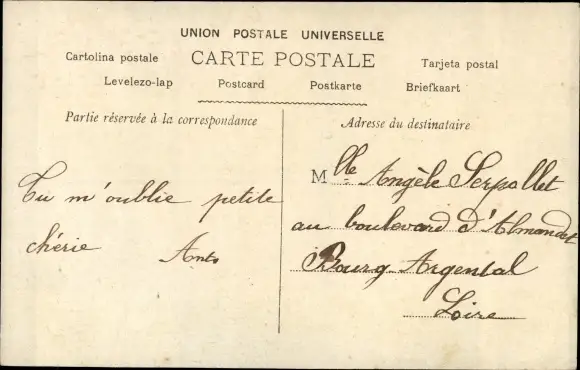 UNION POSTALE UNIVERSELLE
CARTE POSTALE
Cartolina postale
Tarjeta postal
Levelezo-lap Postcard Postkarte Briefkaart
Partie réservée à la correspondance
Adresse du destinataire
Tu m'oublie petite
chérie Ants
Mlle Angèle Serpollet
au boulevard d'Almandet
Bourg Argental
Loire